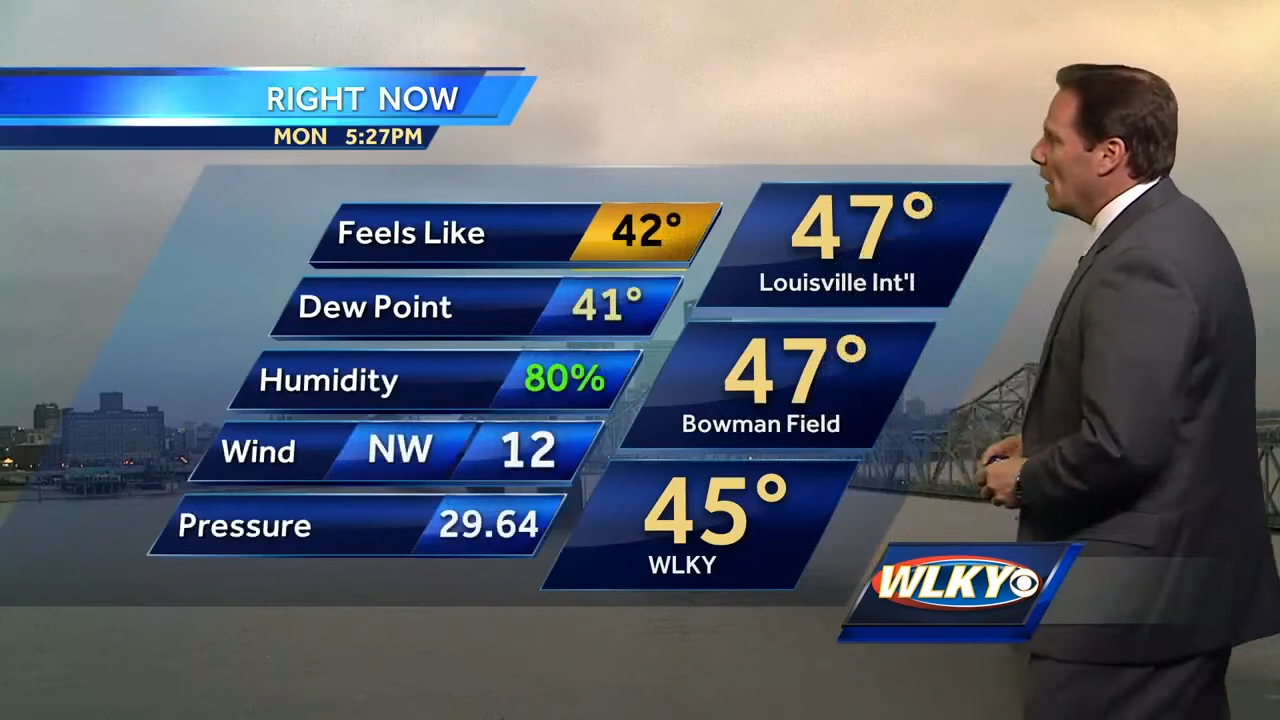 RIGHT NOW
MON 5:27PM
Feels Like 42°
Dew Point 41°
Humidity 80%
Wind NW 12
Pressure 29.64
47°
Louisville Int'l
47°
Bowman Field
45°
WLKY
WLKY